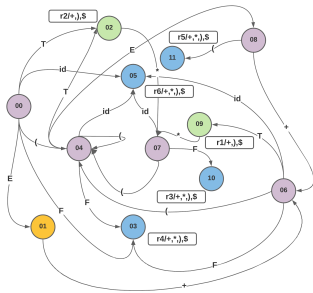 r2/+,),$
02
E
r5/+,*,),$
08
T
11
(
id
05
*
r6/+,*,),$
T
id
id
id
00
09
+
*
T
(
04
(
07
r1/+,),$
F
(
10
06
E
r3/+,*,),$
F
F
(
01
03
r4/+,*,),$
F
+